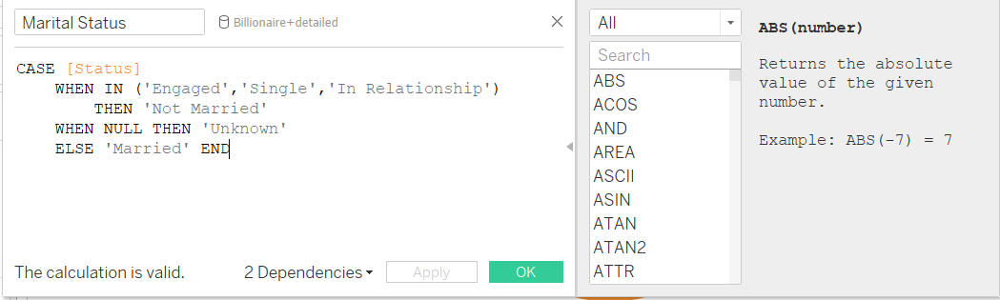 Marital Status
Billionaire+detailed
CASE [Status]
WHEN IN ('Engaged','Single','In Relationship')
THEN 'Not Married'
WHEN NULL THEN 'Unknown'
ELSE 'Married' END
The calculation is valid.
2 Dependencies
Apply
OK
All
Search
ABS
ACOS
AND
AREA
ASCII
ASIN
ATAN
ATAN2
ATTR
ABS(number)
Returns the absolute
value of the given
number.
Example: ABS(-7) = 7